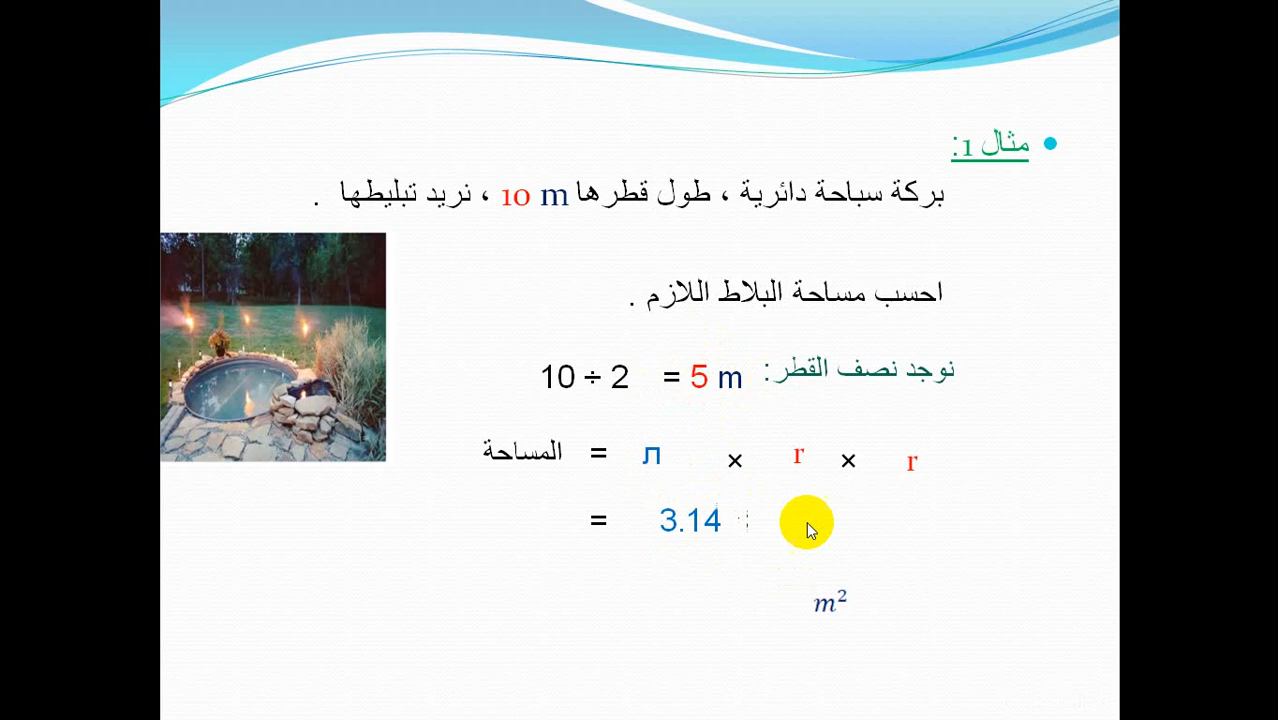 مثال 1:
بركة سباحة دائرية ، طول قطرها 10 m ، نريد تبليطها .
احسب مساحة البلاط اللازم .
نوجد نصف القطر: 10 ÷ 2 = 5 m
المساحة = л × r × r
= 3.14
m²